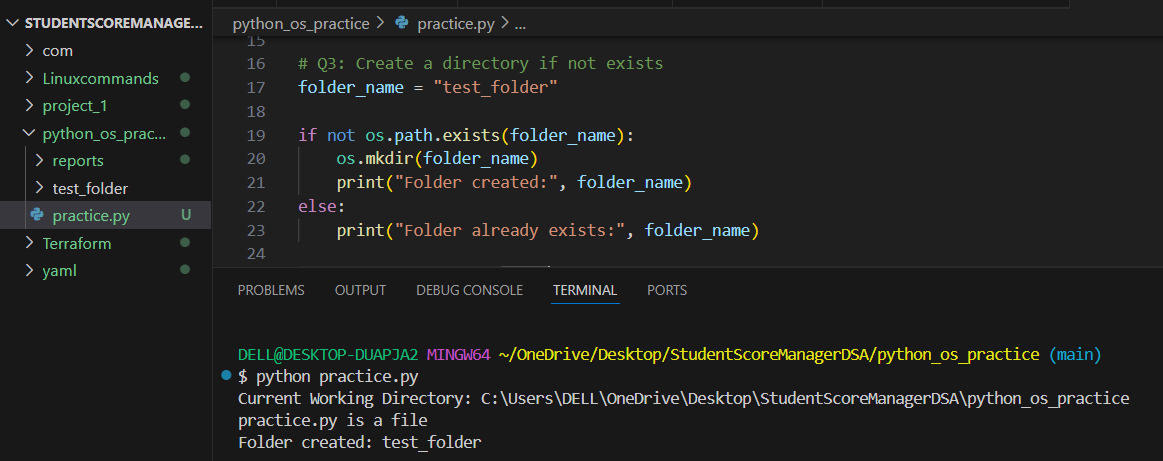 STUDENTSCOREMANAGE...
com
Linuxcommands
project_1
python_os_prac...
reports
test_folder
practice.py U
Terraform
yaml
python_os_practice > practice.py > ...
15
16 # Q3: Create a directory if not exists
17 folder_name = "test_folder"
18
19 if not os.path.exists(folder_name):
20 os.mkdir(folder_name)
21 print("Folder created:", folder_name)
22 else:
23 print("Folder already exists:", folder_name)
24
PROBLEMS OUTPUT DEBUG CONSOLE TERMINAL PORTS
DELL@DESKTOP-DUAPJA2 MINGW64 ~/OneDrive/Desktop/StudentScoreManagerDSA/python_os_practice (main)
$ python practice.py
Current Working Directory: C:\Users\DELL\OneDrive\Desktop\StudentScoreManagerDSA\python_os_practice
practice.py is a file
Folder created: test_folder